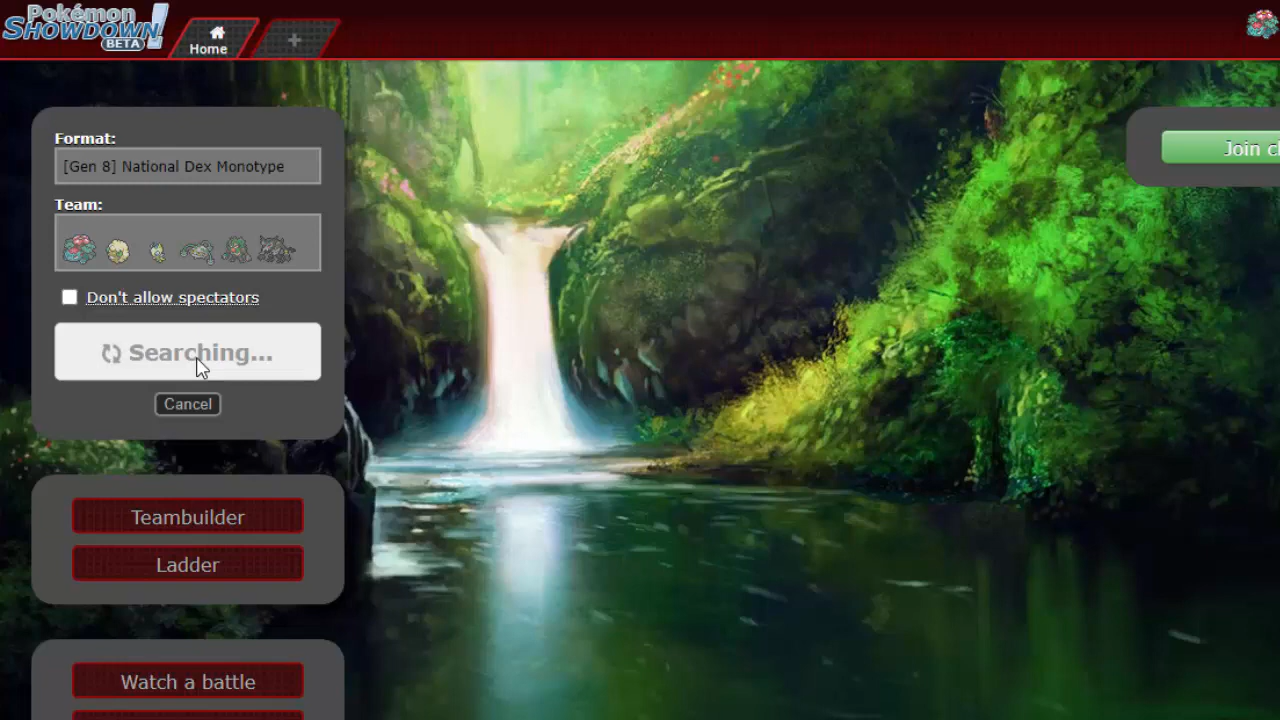 Pokémon
SHOWDOWN!
BETA
Home
Format:
[Gen 8] National Dex Monotype
Team:
Don't allow spectators
Searching...
Cancel
Teambuilder
Ladder
Watch a battle
Join